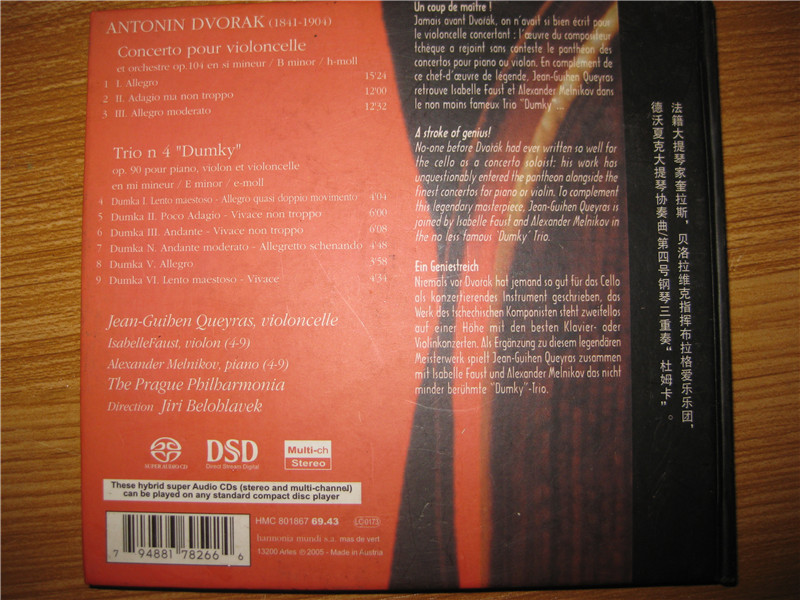 ANTONIN DVORAK (1841-1904)
Concerto pour violoncelle
et orchestre op.104 en si mineur / B minor / h-moll
1 I. Allegro 15'24
2 II. Adagio ma non troppo 12'00
3 III. Allegro moderato 12'32
Trio n 4 "Dumky"
op. 90 pour piano, violon et violoncelle
en mi mineur / E minor / e-moll
4 Dumka I. Lento maestoso - Allegro quasi doppio movimento 4'04
5 Dumka II. Poco Adagio - Vivace non troppo 6'00
6 Dumka III. Andante - Vivace non troppo 6'08
7 Dumka N. Andante moderato - Allegretto schenando 4'48
8 Dumka V. Allegro 3'58
9 Dumka VI. Lento maestoso - Vivace 4'34
Jean-Guihen Queyras, violoncelle
IsabelleFaust, violon (4-9)
Alexander Melnikov, piano (4-9)
The Prague Philharmonia
Direction Jiri Belohlavek
SUPER AUDIO CD
DSD
Direct Stream Digital
Multi-ch
Stereo
These hybrid super Audio CDs (stereo and multi-channel)
can be played on any standard compact disc player
7 94881 78266 6
HMC 801867 69.43
LC 0173
harmonia mundi s.a. mas de vert
13200 Arles © 2005 - Made in Austria
Un coup de maître !
Jamais avant Dvořák, on n'avait si bien écrit pour
le violoncelle concertant : l'œuvre du compositeur
tchèque a rejoint sans conteste le panthéon des
concertos pour piano ou violon. En complément de
ce chef-d'œuvre de légende, Jean-Guihen Queyras
retrouve Isabelle Faust et Alexander Melnikov dans
le non moins fameux Trio "Dumky"...
A stroke of genius!
No-one before Dvořák had ever written so well for
the cello as a concerto soloist: his work has
unquestionably entered the pantheon alongside the
finest concertos for piano or violin. To complement
this legendary masterpiece, Jean-Guihen Queyras is
joined by Isabelle Faust and Alexander Melnikov in
the no less famous 'Dumky' Trio.
Ein Geniestreich
Niemals vor Dvořák hat jemand so gut für das Cello
als konzertierendes Instrument geschrieben, das
Werk des tschechischen Komponisten steht zweifellos
auf einer Höhe mit den besten Klavier- oder
Violinkonzerten. Als Ergänzung zu diesem legendären
Meisterwerk spielt Jean-Guihen Queyras zusammen
mit Isabelle Faust und Alexander Melnikov das nicht
minder berühmte "Dumky"-Trio.
法籍大提琴家奎拉斯，贝洛拉维克指挥布拉格爱乐乐团，
德沃夏克大提琴协奏曲/第四号钢琴三重奏“杜姆卡”。